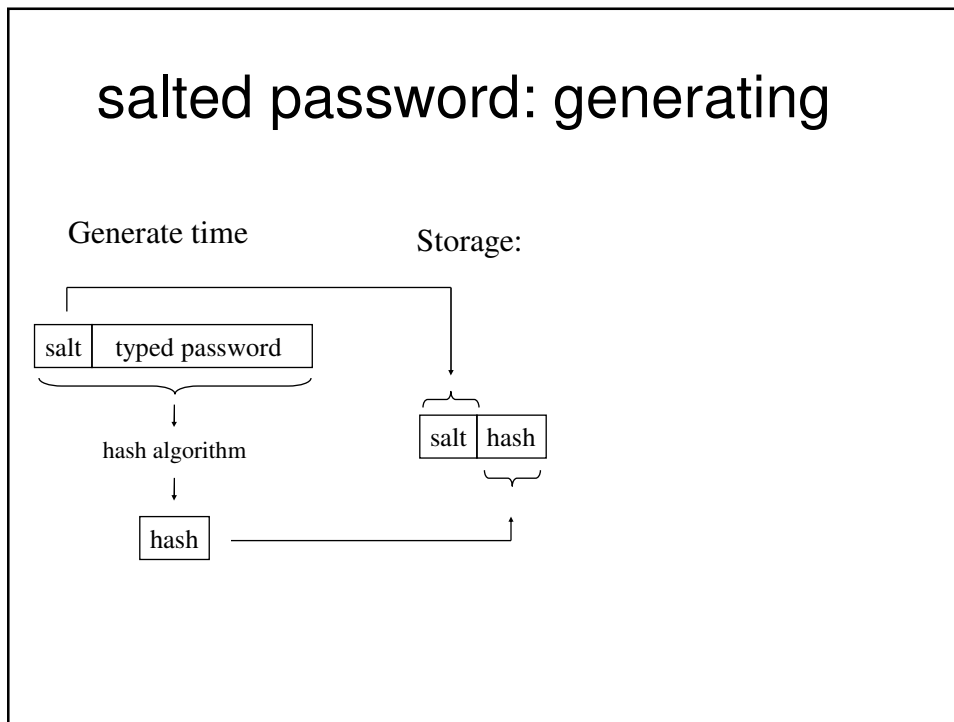 salted password: generating
Generate time
Storage:
salt typed password
hash algorithm
hash
salt hash